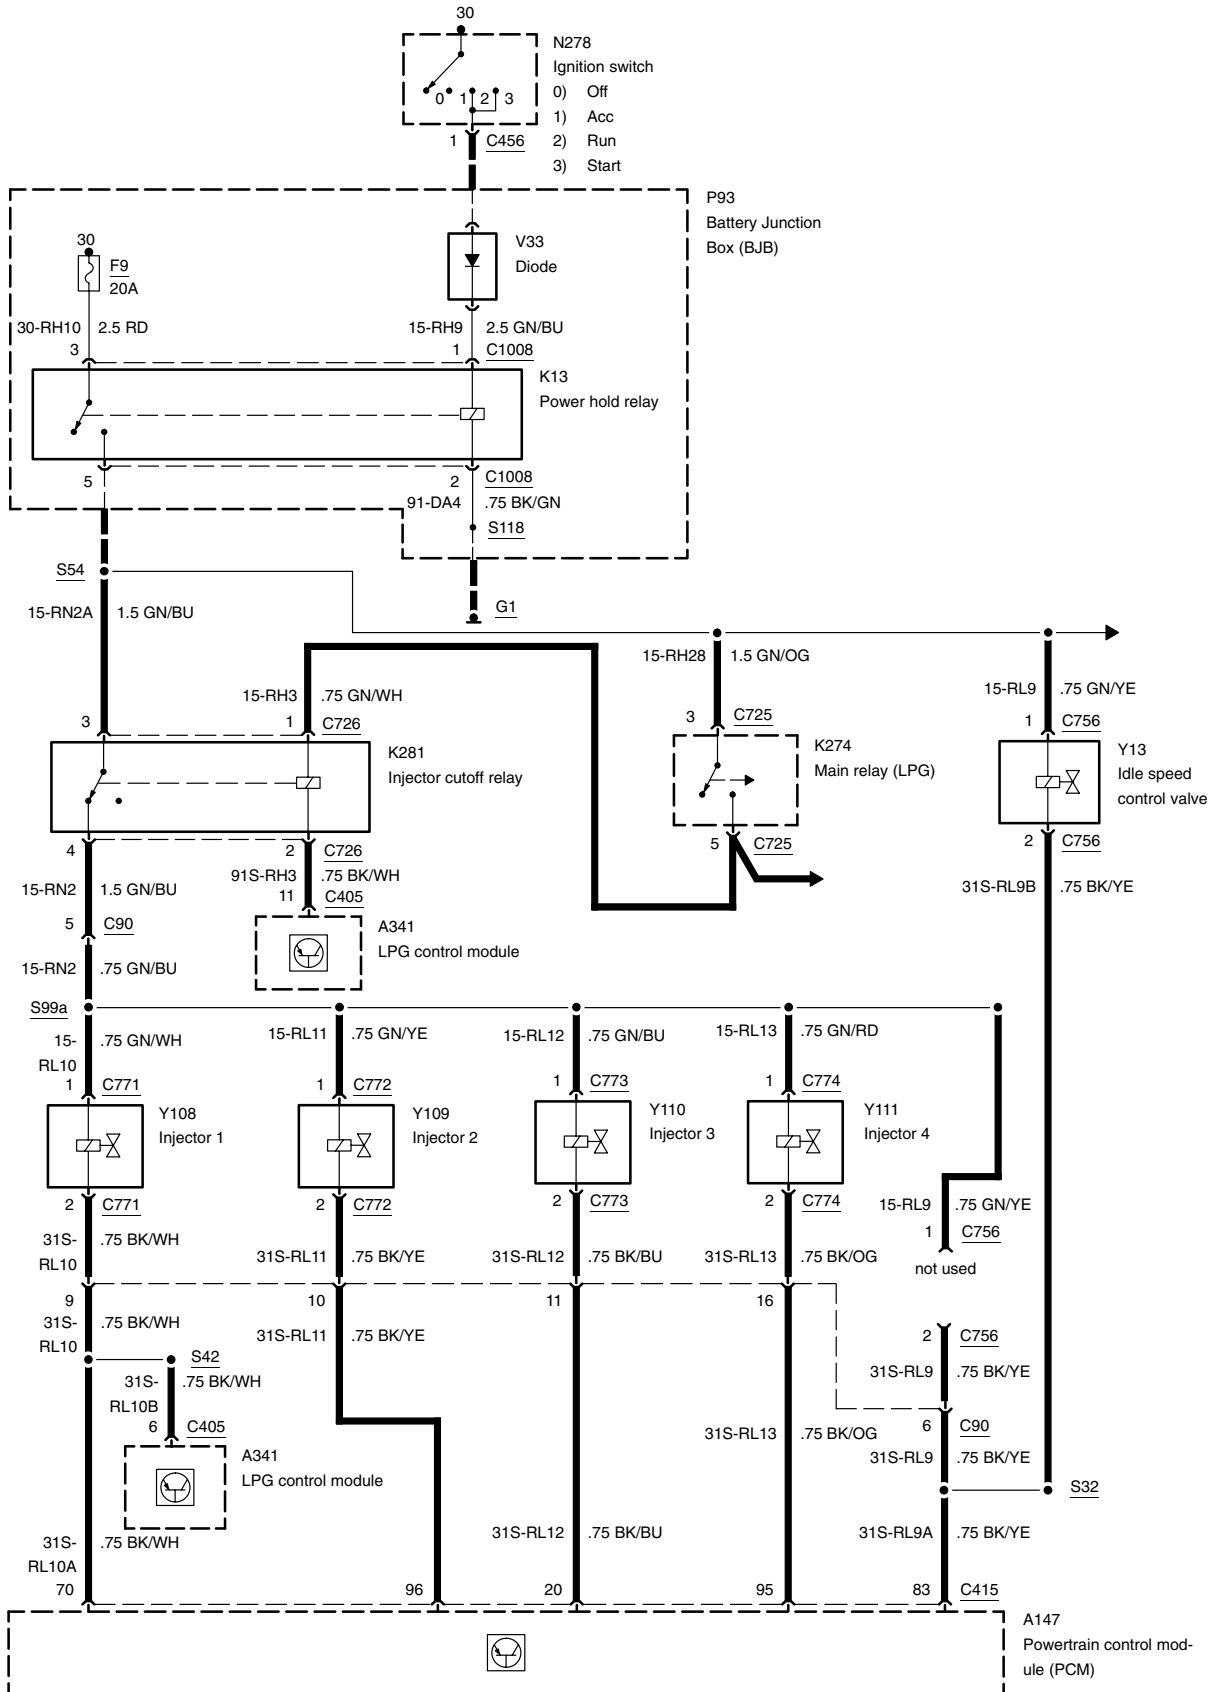 30
N278
Ignition switch
0) Off
1) Acc
2) Run
3) Start
0 1 2 3
1 C456
P93
Battery Junction
Box (BJB)
30
F9
20A
V33
Diode
30-RH10 2.5 RD
15-RH9 2.5 GN/BU
3
1 C1008
K13
Power hold relay
5
2 C1008
91-DA4 .75 BK/GN
S118
S54
G1
15-RN2A 1.5 GN/BU
15-RH28 1.5 GN/OG
15-RH3 .75 GN/WH
15-RL9 .75 GN/YE
3
1 C726
3 C725
1 C756
K281
Injector cutoff relay
K274
Main relay (LPG)
Y13
Idle speed
control valve
4
2 C726
5 C725
2 C756
15-RN2 1.5 GN/BU
91S-RH3 .75 BK/WH
31S-RL9B .75 BK/YE
11 C405
5 C90
A341
LPG control module
15-RN2 .75 GN/BU
S99a
15-
RL10
.75 GN/WH
15-RL11 .75 GN/YE
15-RL12 .75 GN/BU
15-RL13 .75 GN/RD
1 C771
1 C772
1 C773
1 C774
Y108
Injector 1
Y109
Injector 2
Y110
Injector 3
Y111
Injector 4
2 C771
2 C772
2 C773
2 C774
15-RL9 .75 GN/YE
1 C756
not used
31S-
RL10
.75 BK/WH
31S-RL11 .75 BK/YE
31S-RL12 .75 BK/BU
31S-RL13 .75 BK/OG
9
10
11
16
31S-
RL10
.75 BK/WH
31S-RL11 .75 BK/YE
2 C756
S42
31S-RL9 .75 BK/YE
31S-
RL10B
.75 BK/WH
6 C405
A341
LPG control module
31S-RL13 .75 BK/OG
6 C90
31S-RL9 .75 BK/YE
S32
31S-
RL10A
.75 BK/WH
31S-RL12 .75 BK/BU
31S-RL9A .75 BK/YE
70
96
20
95
83 C415
A147
Powertrain control mod-
ule (PCM)